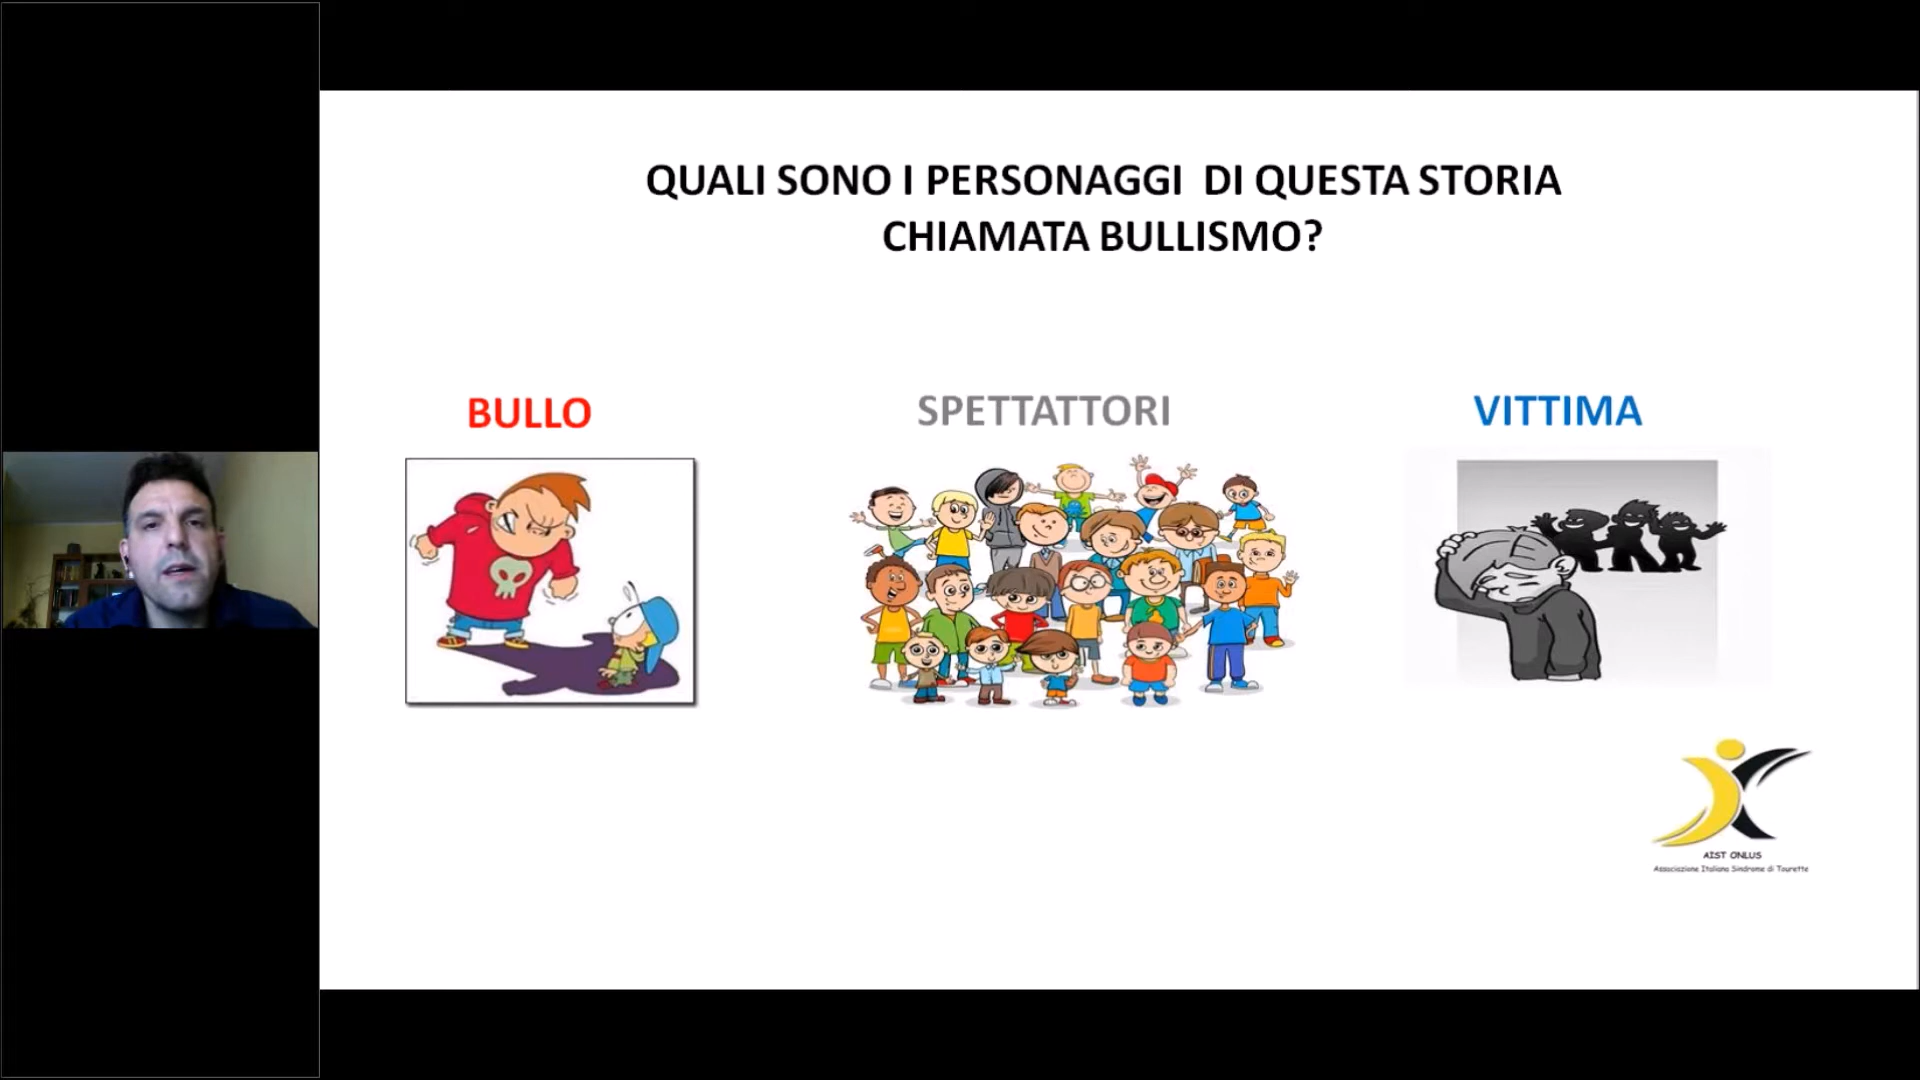 QUALI SONO I PERSONAGGI DI QUESTA STORIA
CHIAMATA BULLISMO?
BULLO
SPETTATTORI
VITTIMA
AIST ONLUS
Associazione Italiana Sindrome di Tourette